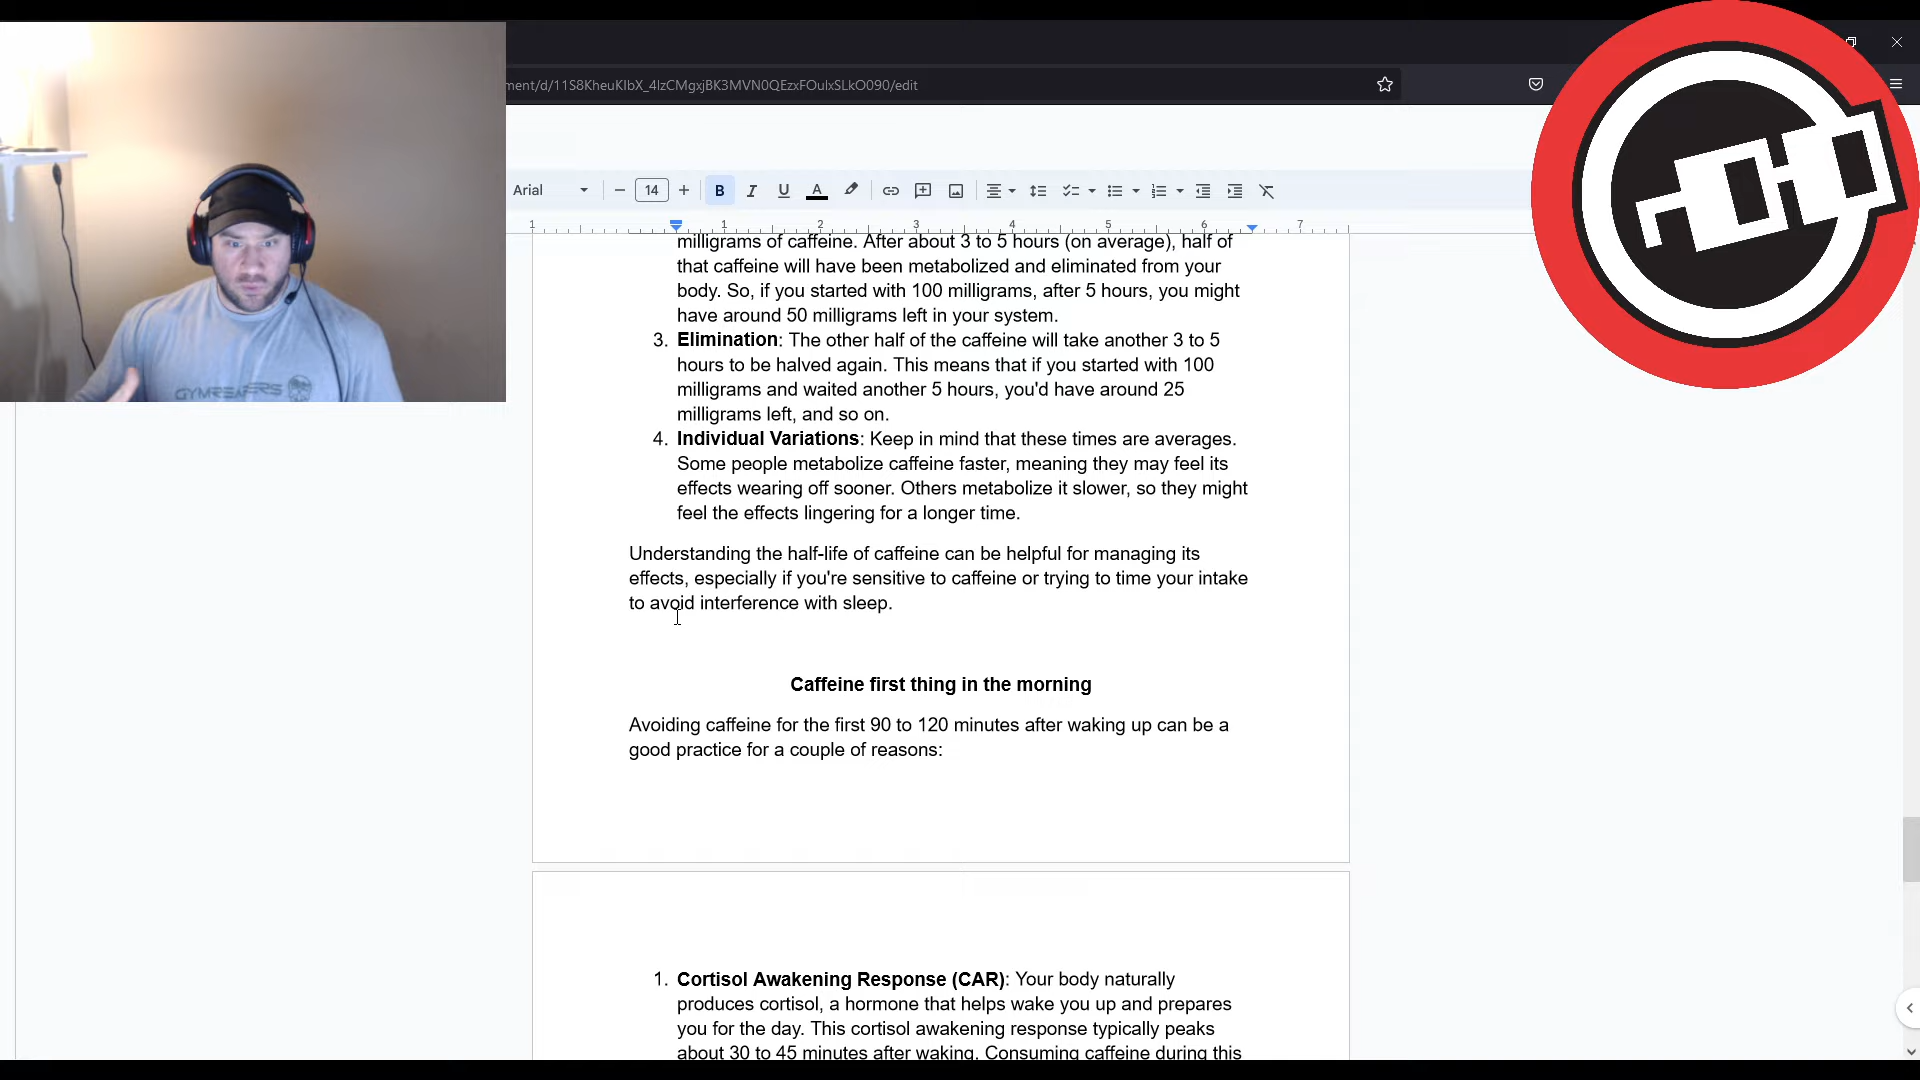 ment/d/11S8KheuKIbX_4lzCMgxjBK3MVN0QEzxFOulxSLkO090/edit
Arial
14
B I U A
1 1 2 3 4 5 6 7
milligrams of caffeine. After about 3 to 5 hours (on average), half of
that caffeine will have been metabolized and eliminated from your
body. So, if you started with 100 milligrams, after 5 hours, you might
have around 50 milligrams left in your system.
3. Elimination: The other half of the caffeine will take another 3 to 5
hours to be halved again. This means that if you started with 100
milligrams and waited another 5 hours, you'd have around 25
milligrams left, and so on.
4. Individual Variations: Keep in mind that these times are averages.
Some people metabolize caffeine faster, meaning they may feel its
effects wearing off sooner. Others metabolize it slower, so they might
feel the effects lingering for a longer time.
Understanding the half-life of caffeine can be helpful for managing its
effects, especially if you're sensitive to caffeine or trying to time your intake
to avoid interference with sleep.
Caffeine first thing in the morning
Avoiding caffeine for the first 90 to 120 minutes after waking up can be a
good practice for a couple of reasons:
1. Cortisol Awakening Response (CAR): Your body naturally
produces cortisol, a hormone that helps wake you up and prepares
you for the day. This cortisol awakening response typically peaks
about 30 to 45 minutes after waking. Consuming caffeine during this
GYMREAPERS